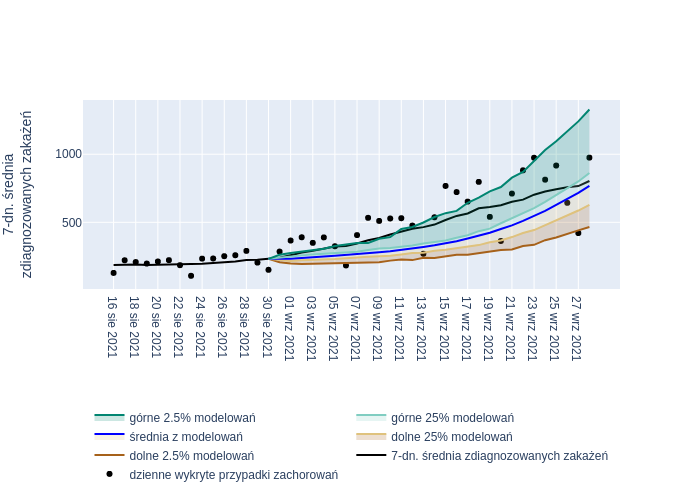 7-dn. średnia
zdiagnozowanych zakażeń
1000
500
16 sie 2021
18 sie 2021
20 sie 2021
22 sie 2021
24 sie 2021
26 sie 2021
28 sie 2021
30 sie 2021
01 wrz 2021
03 wrz 2021
05 wrz 2021
07 wrz 2021
09 wrz 2021
11 wrz 2021
13 wrz 2021
15 wrz 2021
17 wrz 2021
19 wrz 2021
21 wrz 2021
23 wrz 2021
25 wrz 2021
27 wrz 2021
górne 2.5% modelowań
górne 25% modelowań
średnia z modelowań
dolne 25% modelowań
dolne 2.5% modelowań
7-dn. średnia zdiagnozowanych zakażeń
dzienne wykryte przypadki zachorowań